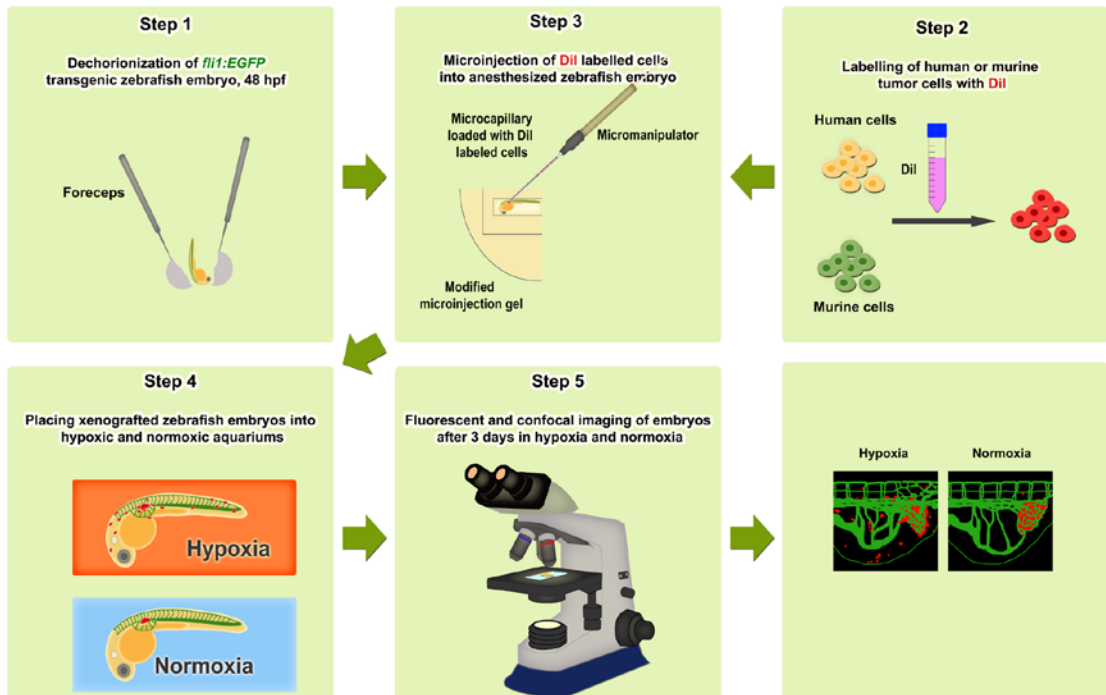 Step 1
Dechorionization of fli1:EGFP
transgenic zebrafish embryo, 48 hpf
Foreceps
Step 3
Microinjection of DiI labelled cells
into anesthesized zebrafish embryo
Microcapillary
loaded with DiI
labeled cells
Micromanipulator
Modified
microinjection gel
Step 2
Labelling of human or murine
tumor cells with DiI
Human cells
DiI
Murine cells
Step 4
Placing xenografted zebrafish embryos into
hypoxic and normoxic aquariums
Hypoxia
Normoxia
Step 5
Fluorescent and confocal imaging of embryos
after 3 days in hypoxia and normoxia
Hypoxia
Normoxia